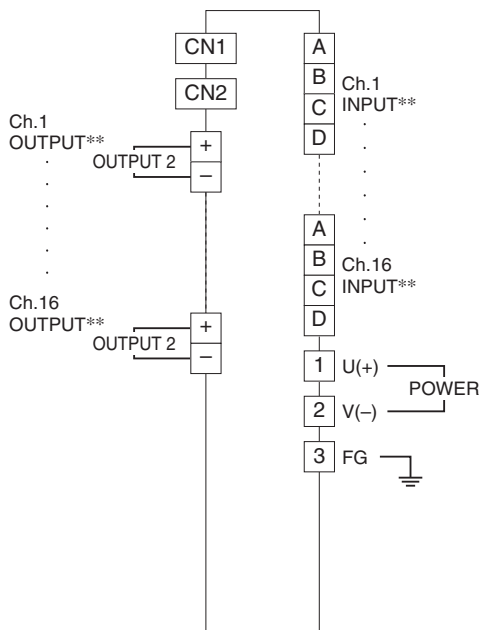 CN1
CN2
Ch.1
OUTPUT**
OUTPUT 2
+
–
Ch.16
OUTPUT**
OUTPUT 2
+
–
A
B
C
D
Ch.1
INPUT**
A
B
C
D
Ch.16
INPUT**
1 U(+)
POWER
2 V(–)
3 FG